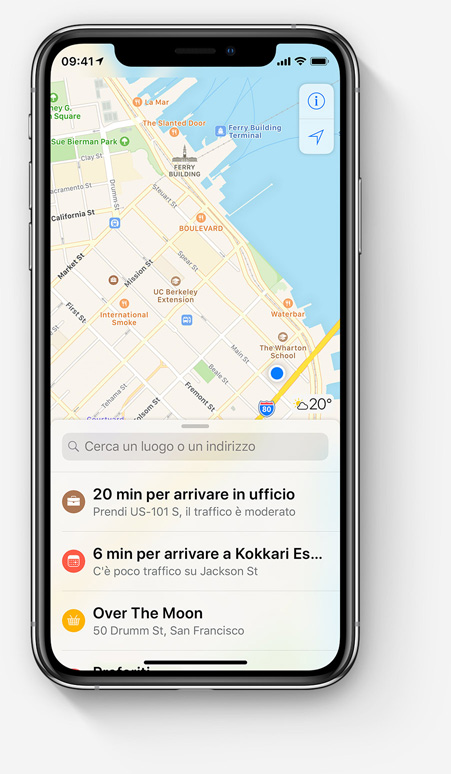 09:41
La Mar
ney G.
n Square
The Slanted Door
Ferry Building
Terminal
Sue Bierman Park
Clay St
FERRY
BUILDING
acramento St
Drumm St
Steuart St
California St
BOULEVARD
Market St
Spear St
Mission St
UC Berkeley
Extension
First St
International
Smoke
Waterbar
Main St
The Wharton
School
Beale St
Fremont St
Tehama St
olsom St
Courtyard
80
20°
Cerca un luogo o un indirizzo
20 min per arrivare in ufficio
Prendi US-101 S, il traffico è moderato
6 min per arrivare a Kokkari Es...
C'è poco traffico su Jackson St
Over The Moon
50 Drumm St, San Francisco
Preferiti